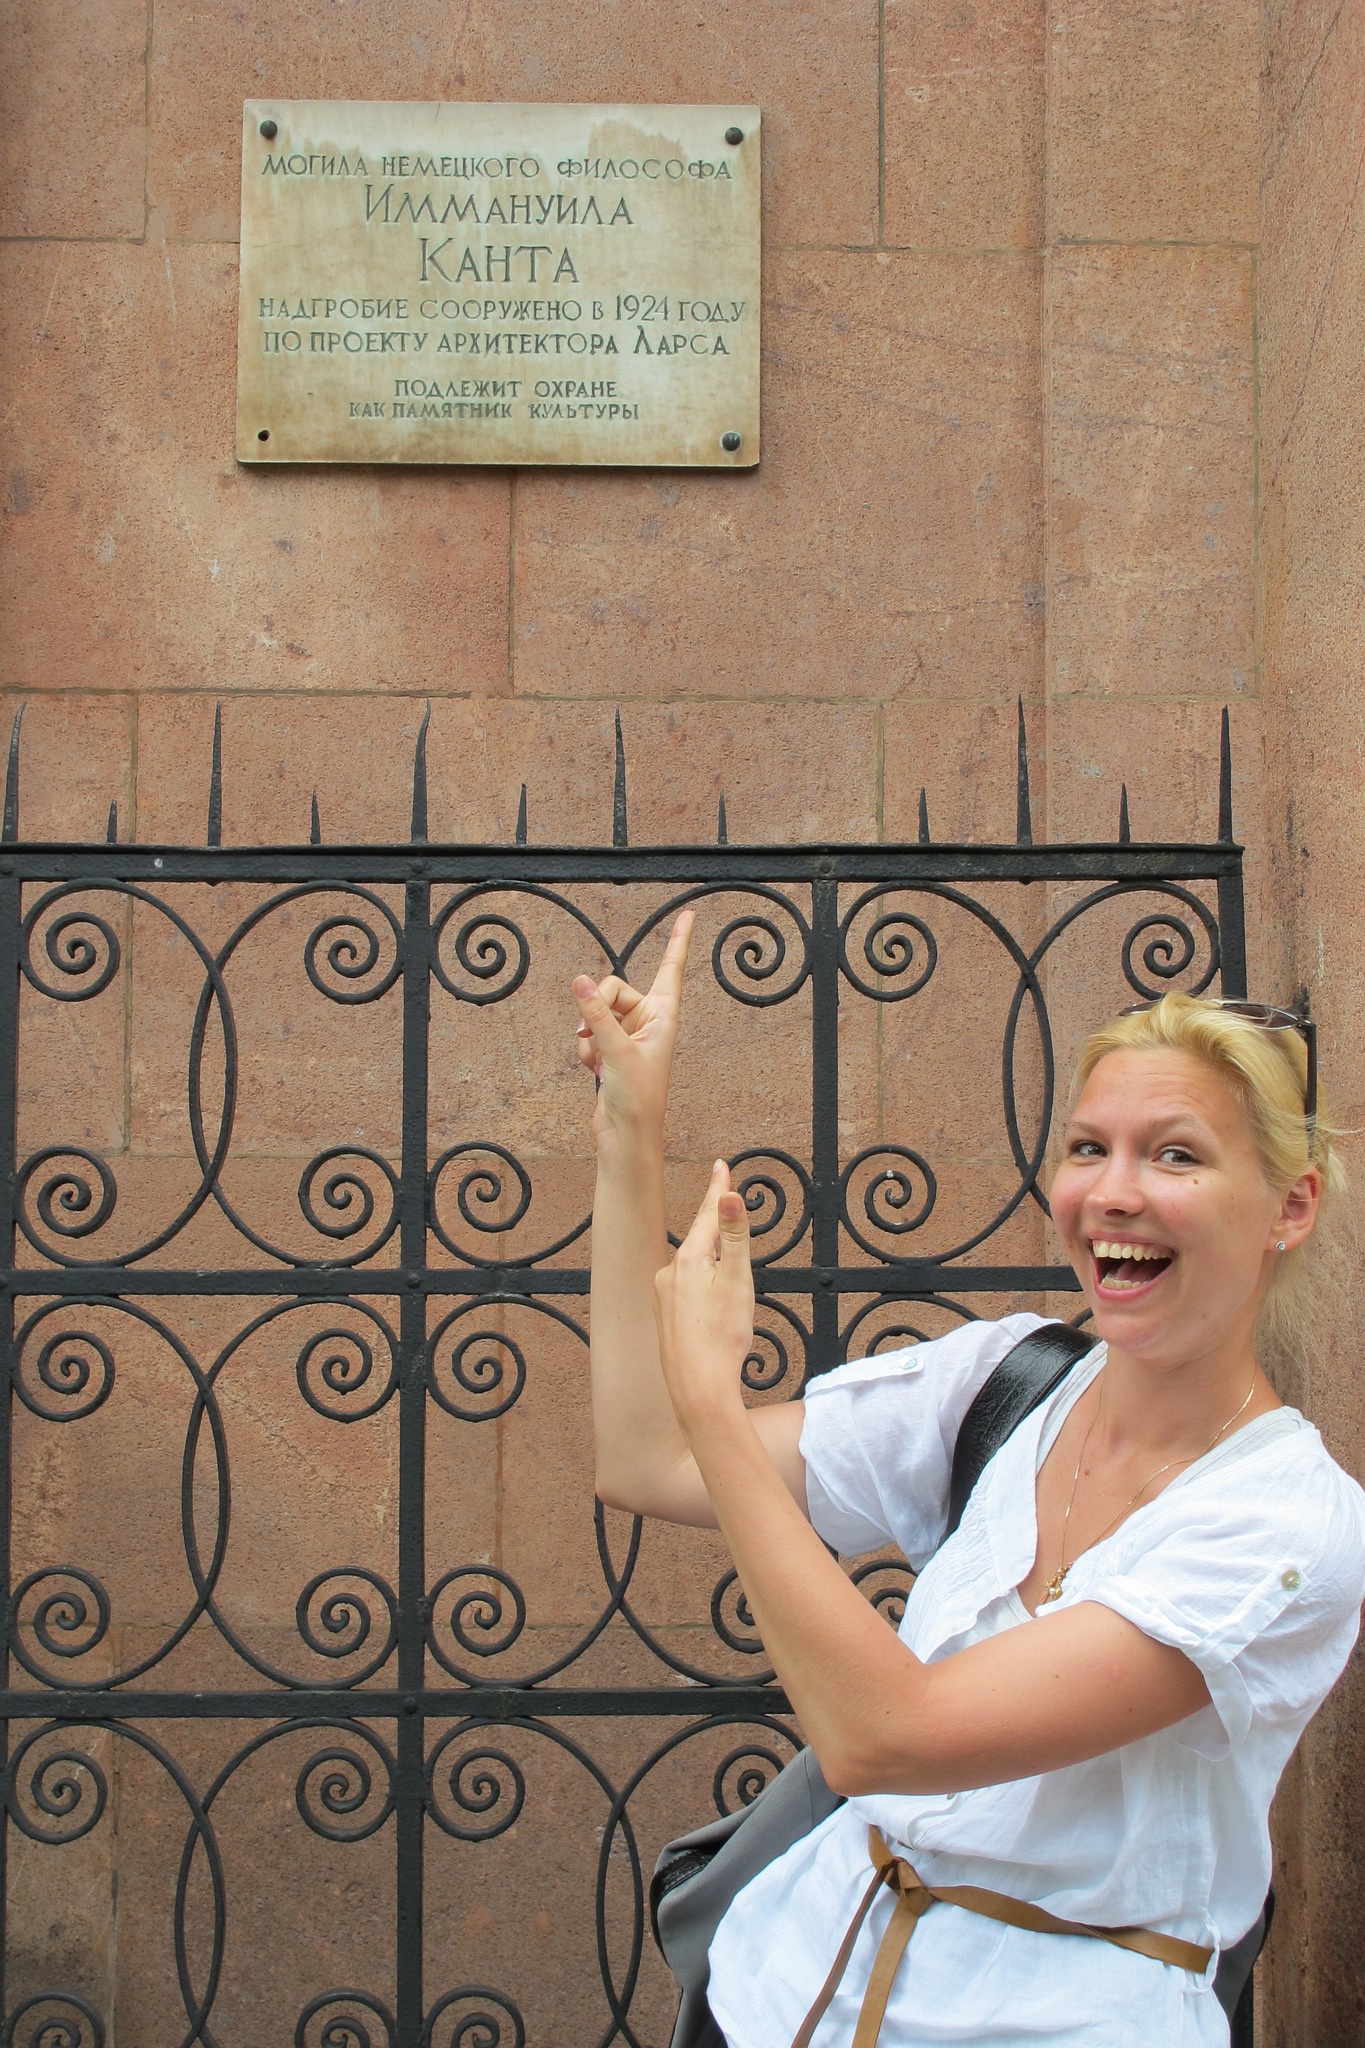 МОГИЛА НЕМЕЦКОГО ФИЛОСОФА
ИММАНУИЛА
КАНТА
НАДГРОБИЕ СООРУЖЕНО В 1924 ГОДУ
ПО ПРОЕКТУ АРХИТЕКТОРА ЛАРСА
ПОДЛЕЖИТ ОХРАНЕ
КАК ПАМЯТНИК КУЛЬТУРЫ